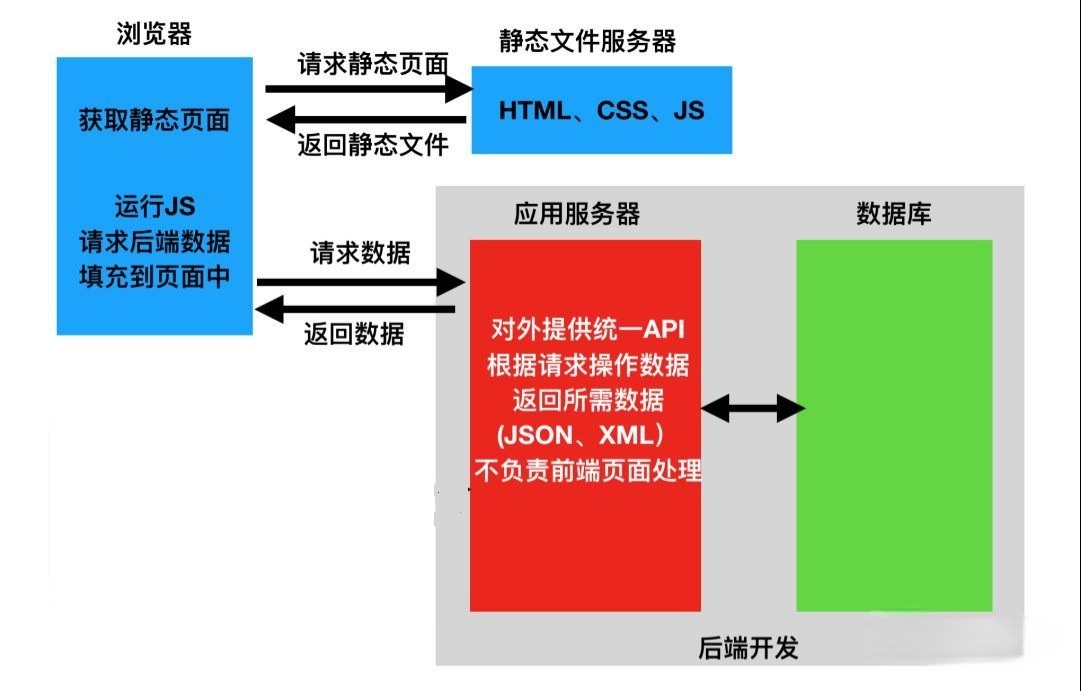 浏览器
静态文件服务器
请求静态页面
HTML、CSS、JS
获取静态页面
返回静态文件
运行JS
请求后端数据
填充到页面中
应用服务器
数据库
请求数据
返回数据
对外提供统一API
根据请求操作数据
返回所需数据
(JSON、XML）
不负责前端页面处理
后端开发